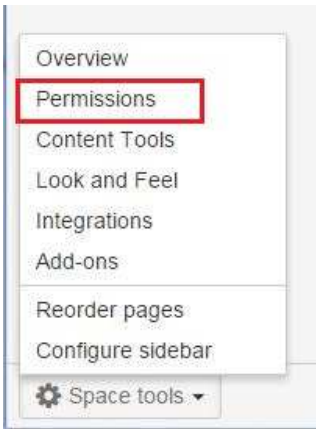 Overview
Permissions
Content Tools
Look and Feel
Integrations
Add-ons
Reorder pages
Configure sidebar
Space tools